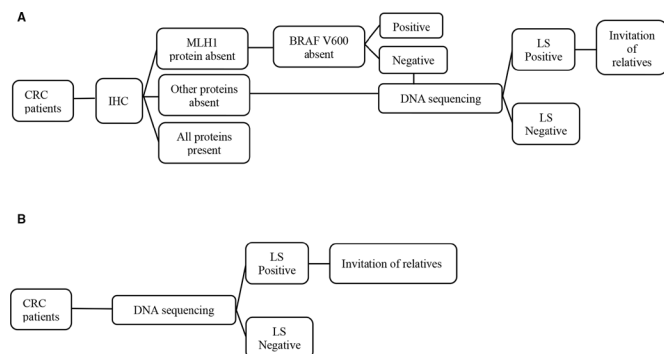 A
MLH1
protein absent
BRAF V600
absent
Positive
Negative
LS
Positive
Invitation
of
relatives
CRC
patients
IHC
Other proteins
absent
DNA sequencing
All proteins
present
LS
Negative
B
LS
Positive
Invitation of relatives
CRC
patients
DNA sequencing
LS
Negative